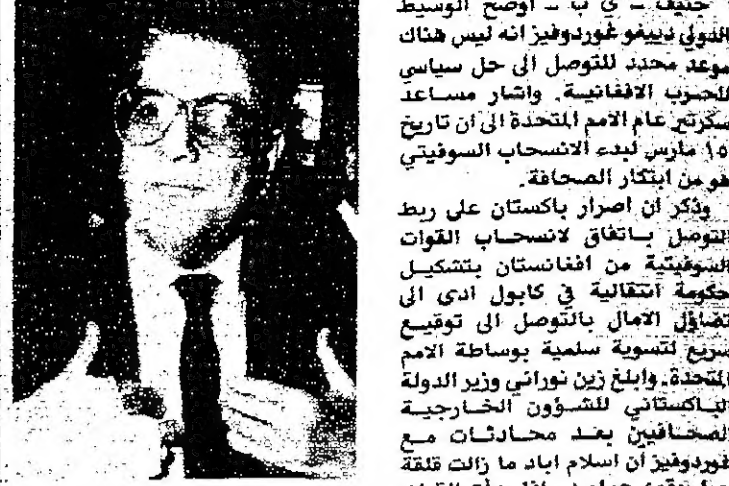 جنيف - ي ب - اوضح الوسيط
الدولي دييغو غوردوفيز انه ليس هناك
موعد محدد للتوصل الى حل سياسي
للحرب الافغانية. واشار مساعد
سكرتير عام الامم المتحدة الى ان تاريخ
١٥ مارس لبدء الانسحاب السوفيتي
هو من ابتكار الصحافة.
وذكر ان اصرار باكستان على ربط
التوصل باتفاق لانسحاب القوات
السوفيتية من افغانستان بتشكيل
حكومة انتقالية في كابول ادى الى
تضاؤل الامال بالتوصل الى توقيع
سريع لتسوية سلمية بوساطة الامم
المتحدة. وابلغ زين نوراني وزير الدولة
الباكستاني للشؤون الخارجية
الصحافيين بعد محادثات مع
غوردوفيز ان اسلام اباد ما زالت قلقة